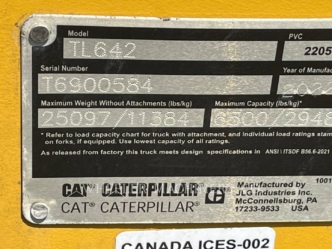 Model PVC
TL642 2205
Serial Number Year of Manufa
T6900584
Maximum Weight Without Attachments (lbs/kg) Maximum Capacity (lbs/kg)
25097/11384 6500/2948
* Refer to load capacity chart for truck with attachment, and individual load ratings stam
on forks, if equipped. Use lowest capacity of all ratings.
As released from factory this truck meets design specifications in ANSI \ ITSDF B56.6-2021
1001
CAT CATERPILLAR Manufactured by
CAT® CATERPILLAR® JLG Industries Inc.
McConnellsburg, PA
17233-9533 USA
CANADA ICES-002